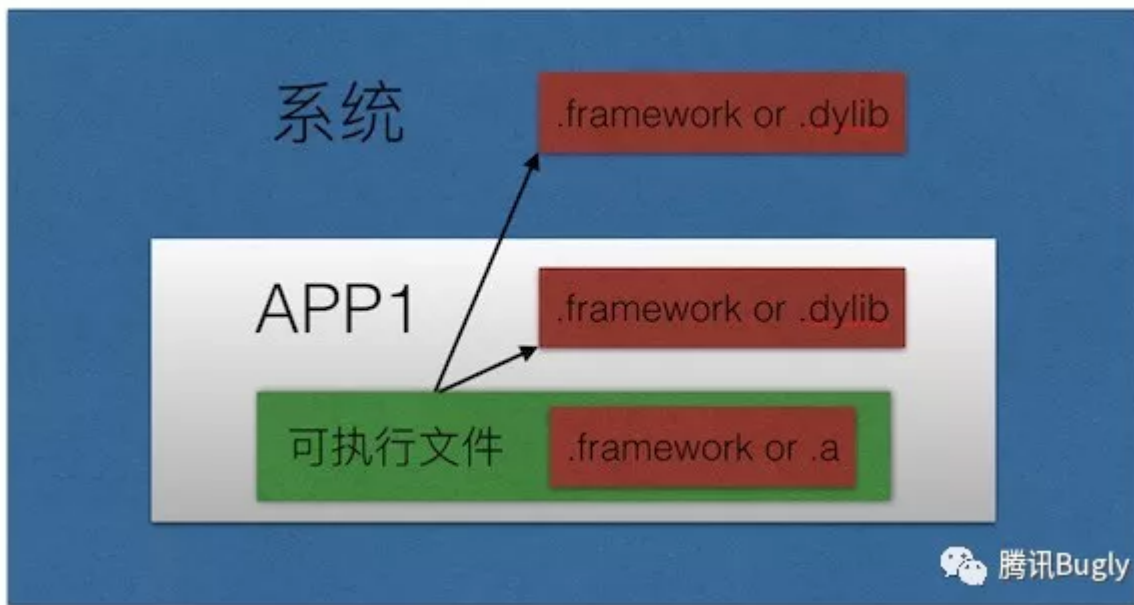 系统
.framework or .dylib
APP1
.framework or .dylib
可执行文件
.framework or .a
腾讯Bugly